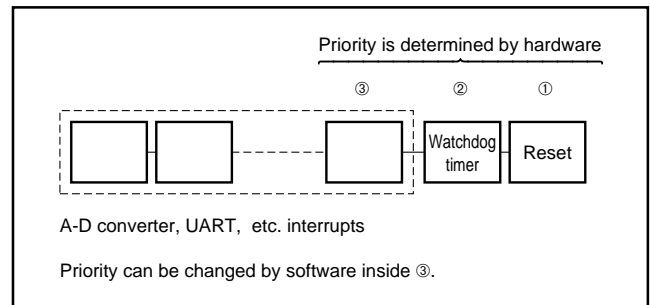 Priority is determined by hardware
③ ② ①
Watchdog
timer
Reset
A-D converter, UART, etc. interrupts
Priority can be changed by software inside ③.